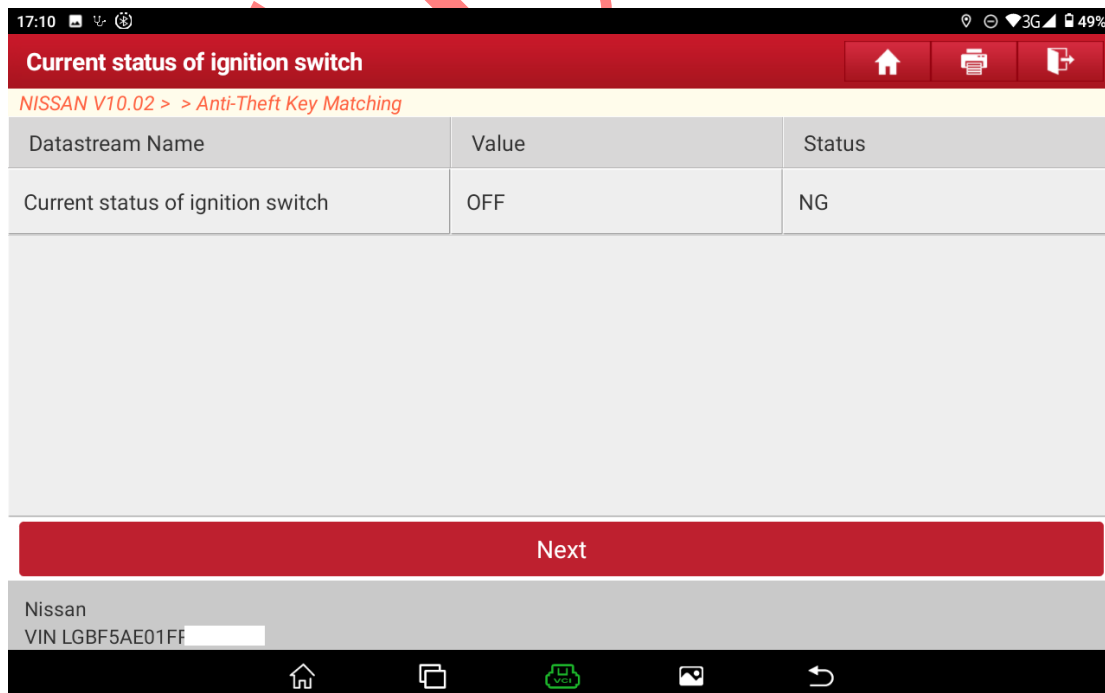 17:10 3G 49%
Current status of ignition switch
NISSAN V10.02 > > Anti-Theft Key Matching
Datastream Name Value Status
Current status of ignition switch OFF NG
Next
Nissan
VIN LGBF5AE01FF
VCI